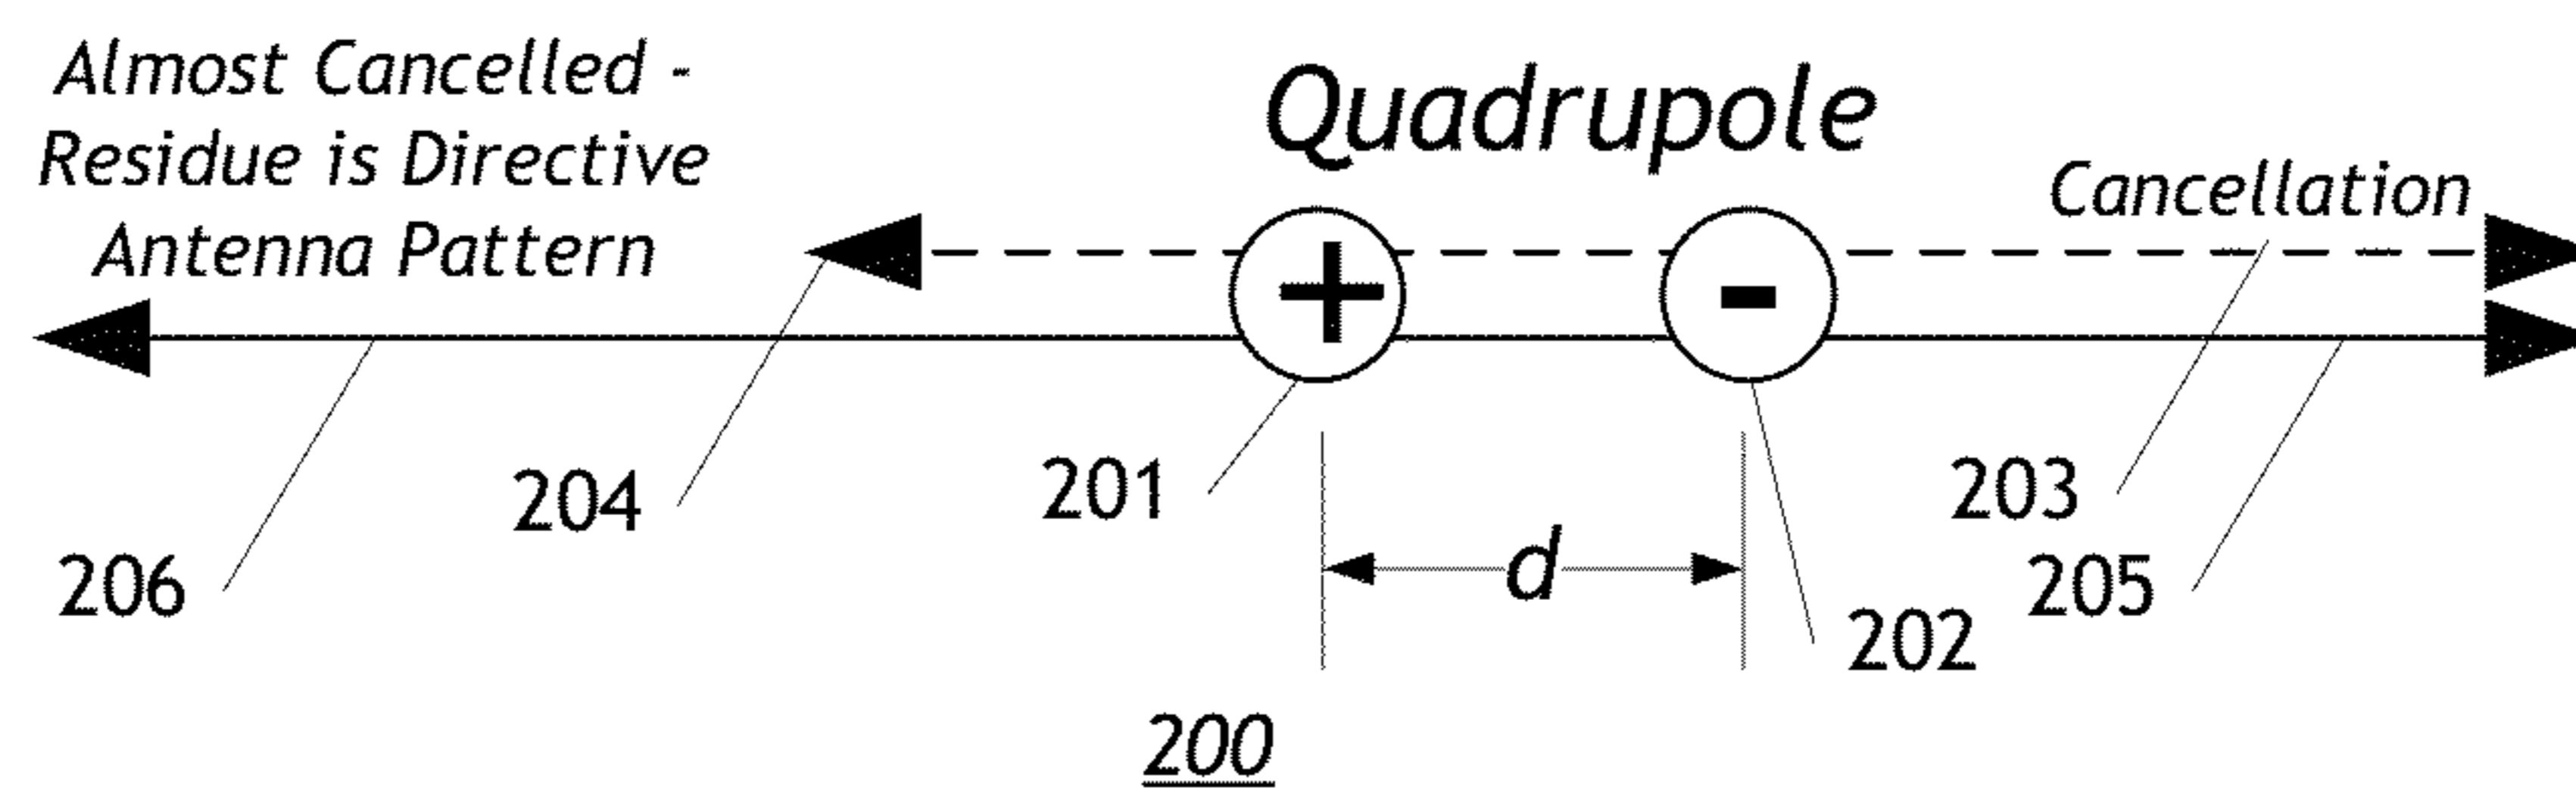 Almost Cancelled -
Residue is Directive
Antenna Pattern
Quadrupole
Cancellation
+
-
204
201
203
206
d
205
202
200